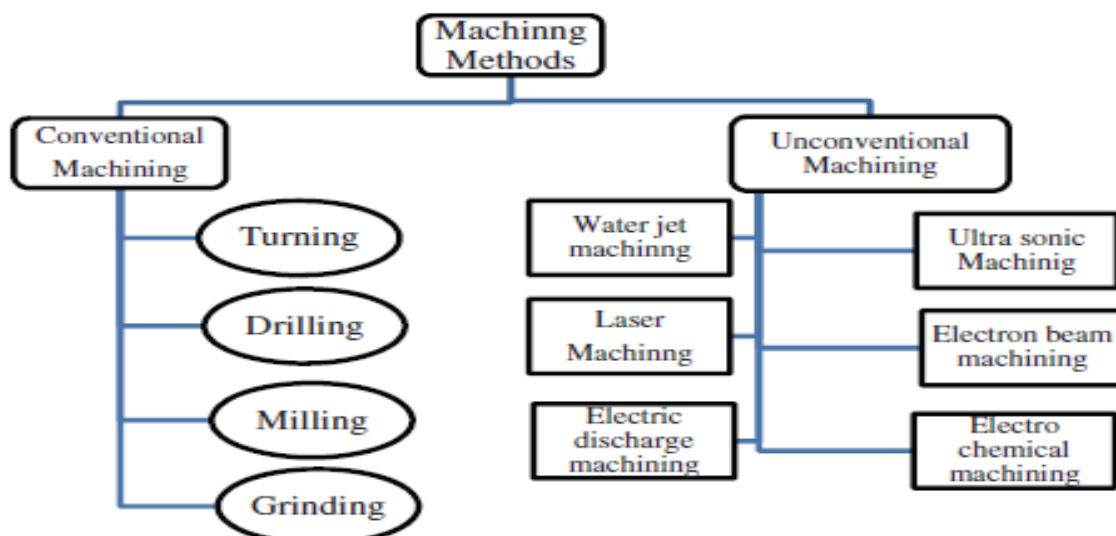 Machinng
Methods
Conventional
Machining
Unconventional
Machining
Turning
Drilling
Milling
Grinding
Water jet
machinng
Laser
Machinng
Electric
discharge
machining
Ultra sonic
Machinig
Electron beam
machining
Electro
chemical
machining